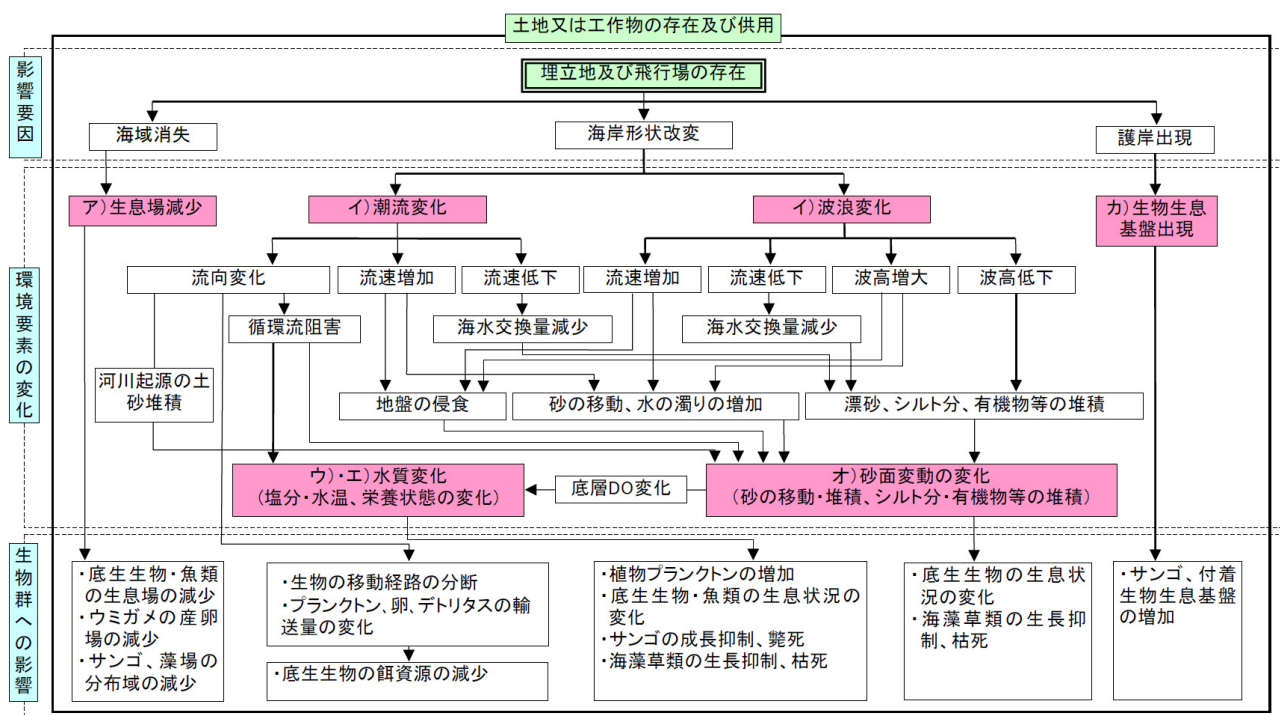 土地又は工作物の存在及び供用
影響要因
埋立地及び飛行場の存在
海域消失
海岸形状改変
護岸出現
環境要素の変化
ア)生息場減少
イ)潮流変化
イ)波浪変化
カ)生物生息
基盤出現
流向変化
流速増加
流速低下
流速増加
流速低下
波高増大
波高低下
循環流阻害
海水交換量減少
海水交換量減少
河川起源の土
砂堆積
地盤の侵食
砂の移動、水の濁りの増加
漂砂、シルト分、有機物等の堆積
ウ)・エ)水質変化
(塩分・水温、栄養状態の変化)
底層DO変化
オ)砂面変動の変化
(砂の移動・堆積、シルト分・有機物等の堆積)
生物群への影響
・底生生物・魚類
の生息場の減少
・ウミガメの産卵
場の減少
・サンゴ、藻場の
分布域の減少
・生物の移動経路の分断
・プランクトン、卵、デトリタスの輸
送量の変化
・底生生物の餌資源の減少
・植物プランクトンの増加
・底生生物・魚類の生息状況の
変化
・サンゴの成長抑制、斃死
・海藻草類の生長抑制、枯死
・底生生物の生息状
況の変化
・海藻草類の生長抑
制、枯死
・サンゴ、付着
生物生息基盤
の増加